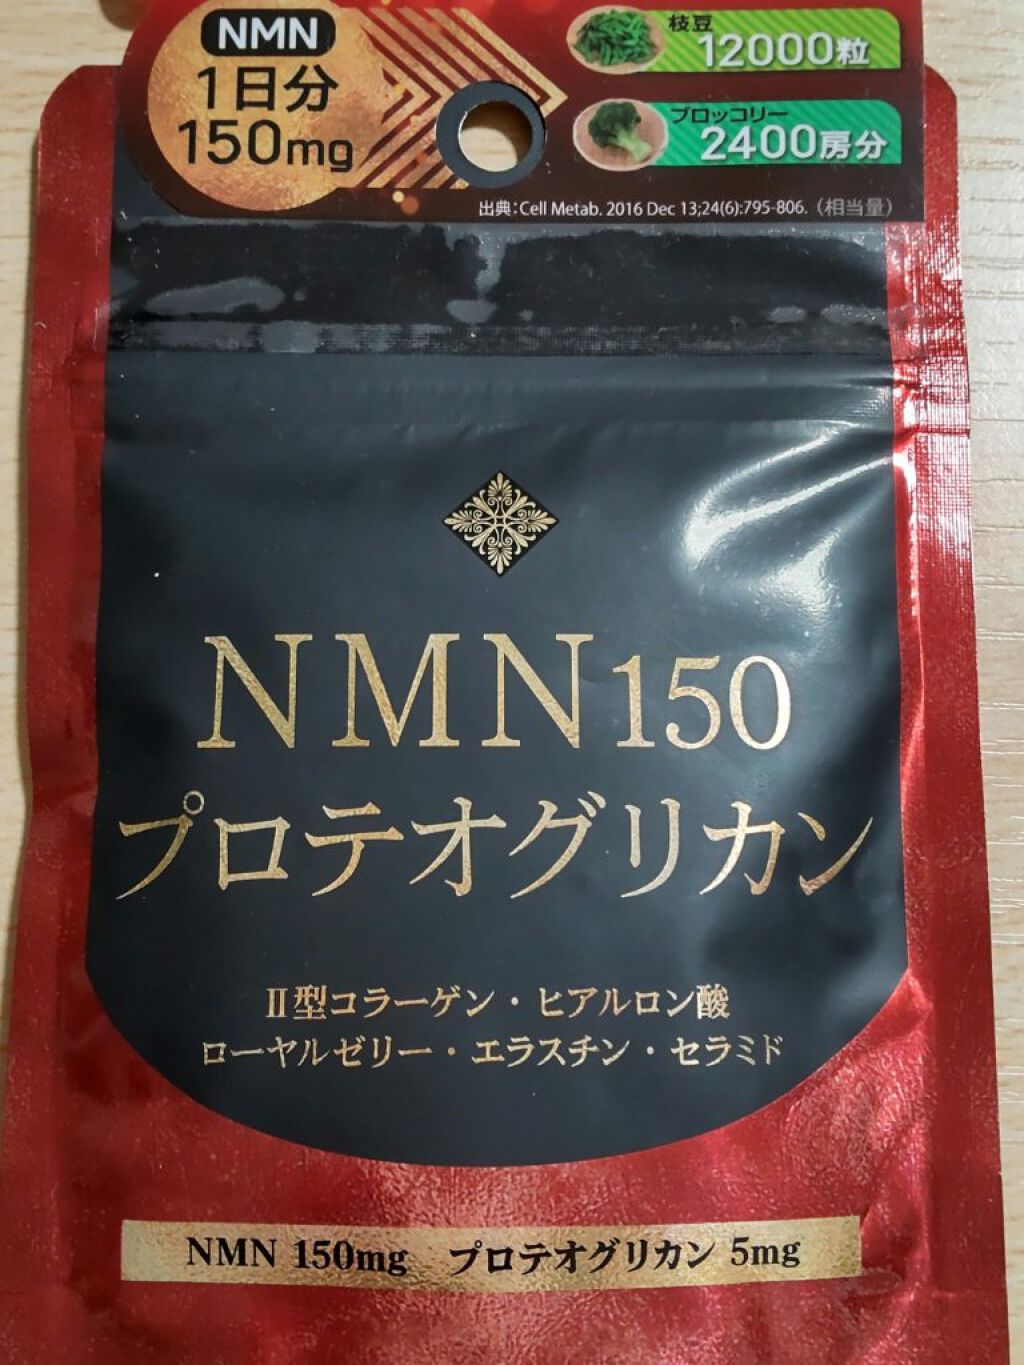 NMN
1日分
150mg
枝豆
12000粒
ブロッコリー
2400房分
出典:Cell Metab. 2016 Dec 13;24(6):795-806.（相当量）
NMN150
プロテオグリカン
Ⅱ型コラーゲン・ヒアルロン酸
ローヤルゼリー・エラスチン・セラミド
NMN 150mg プロテオグリカン 5mg